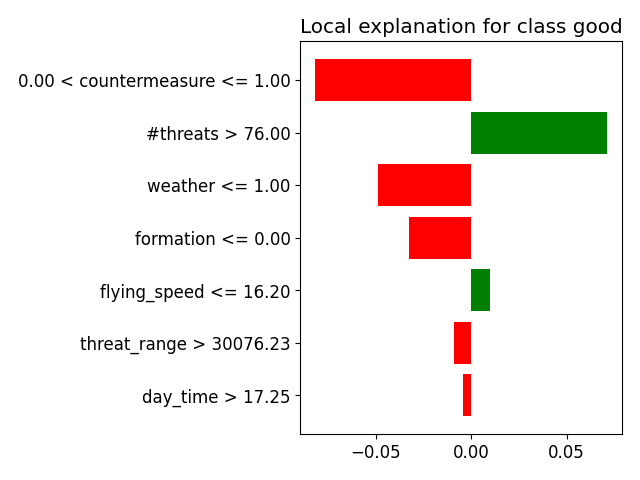 Local explanation for class good
0.00 < countermeasure <= 1.00
#threats > 76.00
weather <= 1.00
formation <= 0.00
flying_speed <= 16.20
threat_range > 30076.23
day_time > 17.25
−0.05 0.00 0.05